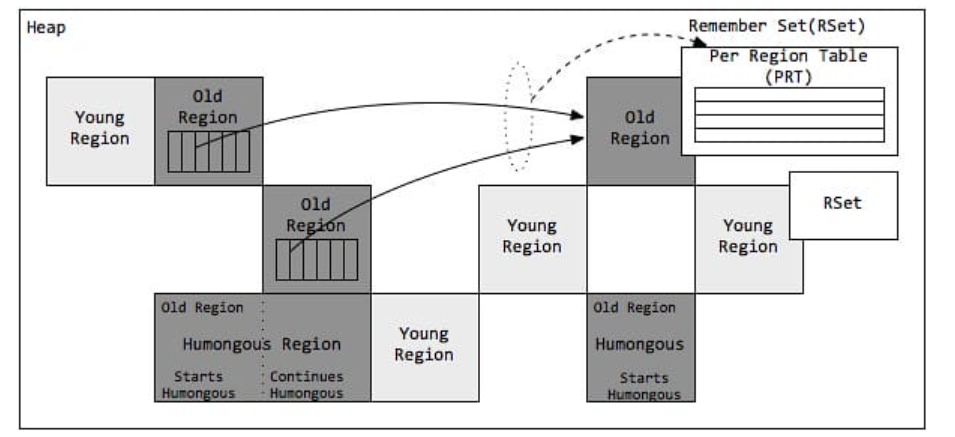 Heap
Remember Set(RSet)
Per Region Table
(PRT)
Young
Region
Old
Region
Old
Region
Old
Region
Young
Region
Young
Region
RSet
Old Region
Humongous Region
Starts
Humongous
Continues
Humongous
Young
Region
Old Region
Humongous
Starts
Humongous